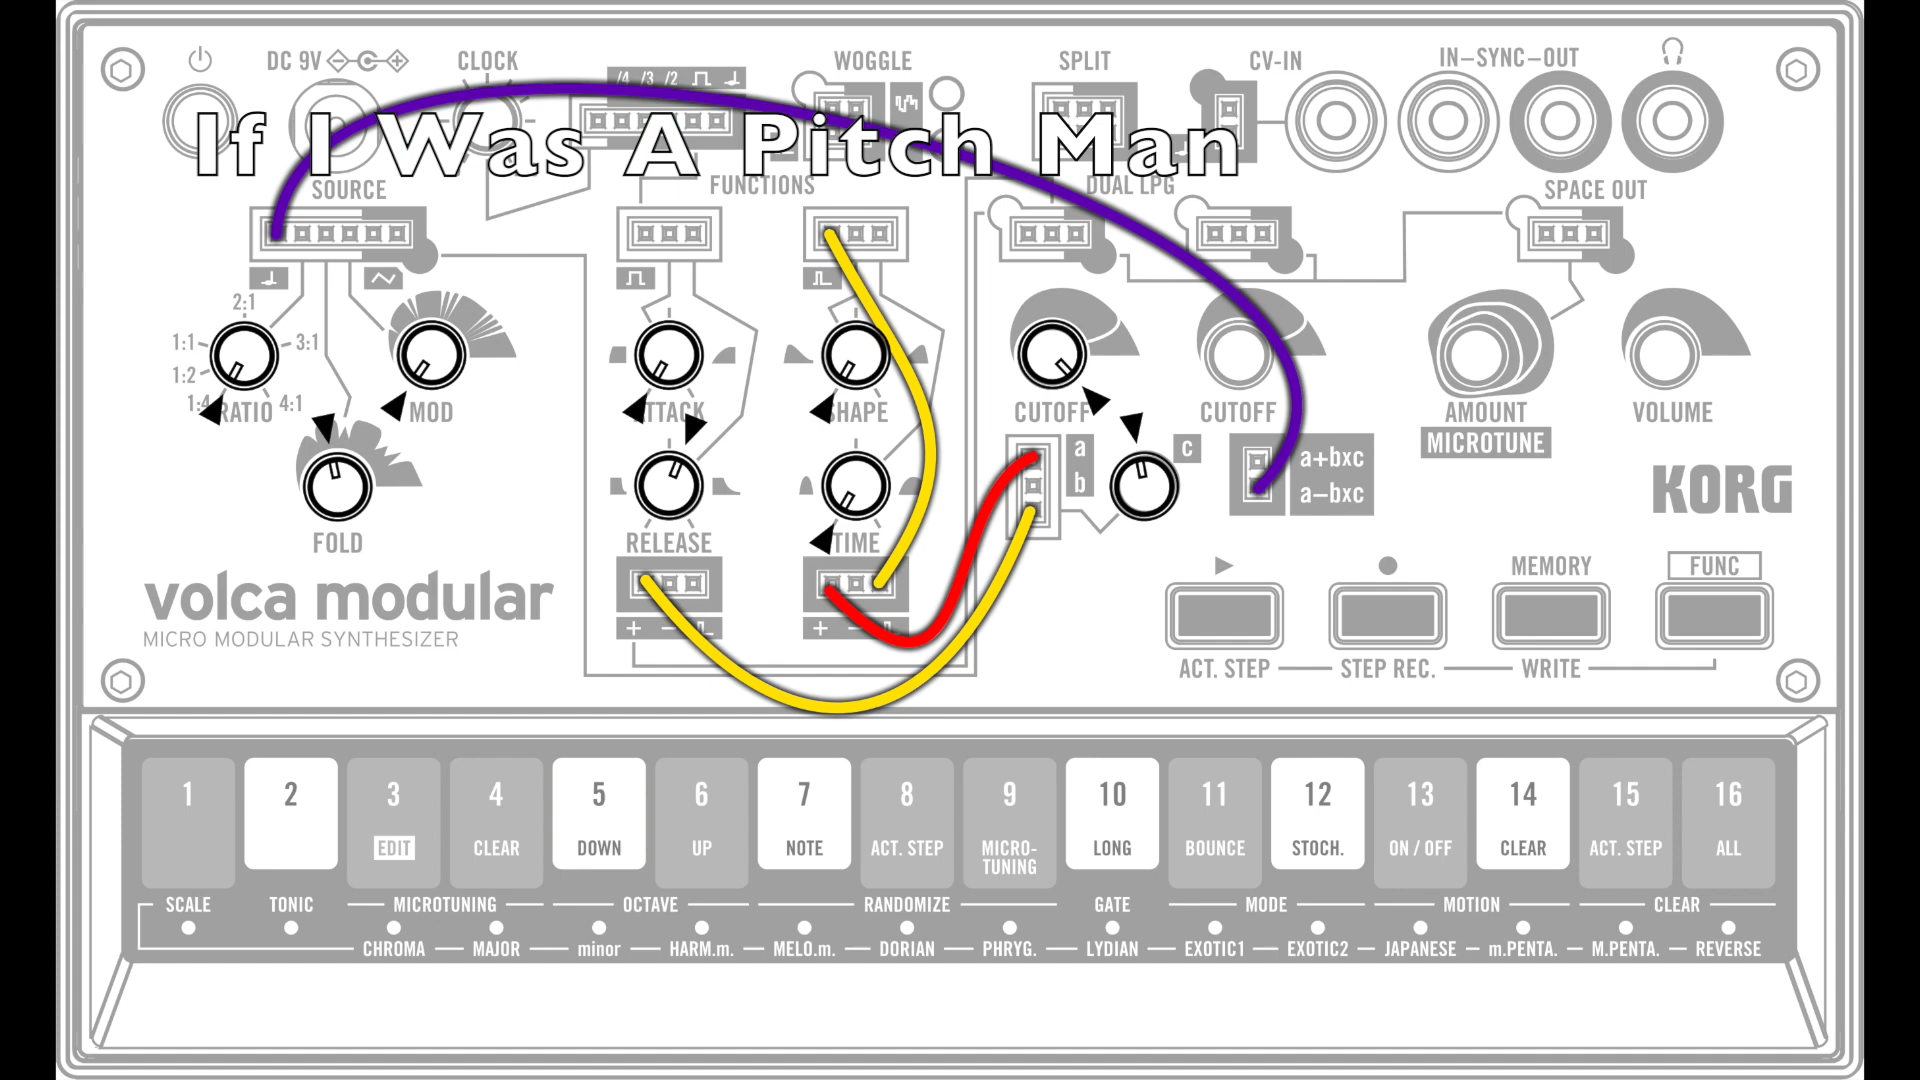 DC 9V CLOCK WOGGLE SPLIT CV-IN IN–SYNC–OUT
/4 /3 /2
If I Was A Pitch Man
SOURCE FUNCTIONS DUAL LPG SPACE OUT
2:1
1:1 3:1
1:2
1:4 RATIO 4:1 MOD ATTACK SHAPE CUTOFF CUTOFF AMOUNT VOLUME
MICROTUNE
a c a+bxc
b a–bxc
KORG
FOLD RELEASE TIME
MEMORY FUNC
volca modular
MICRO MODULAR SYNTHESIZER
+ – + –
ACT. STEP STEP REC. WRITE
1 2 3 4 5 6 7 8 9 10 11 12 13 14 15 16
EDIT CLEAR DOWN UP NOTE ACT. STEP MICRO-TUNING LONG BOUNCE STOCH. ON / OFF CLEAR ACT. STEP ALL
SCALE TONIC MICROTUNING OCTAVE RANDOMIZE GATE MODE MOTION CLEAR
CHROMA MAJOR minor HARM.m. MELO.m. DORIAN PHRYG. LYDIAN EXOTIC1 EXOTIC2 JAPANESE m.PENTA. M.PENTA. REVERSE